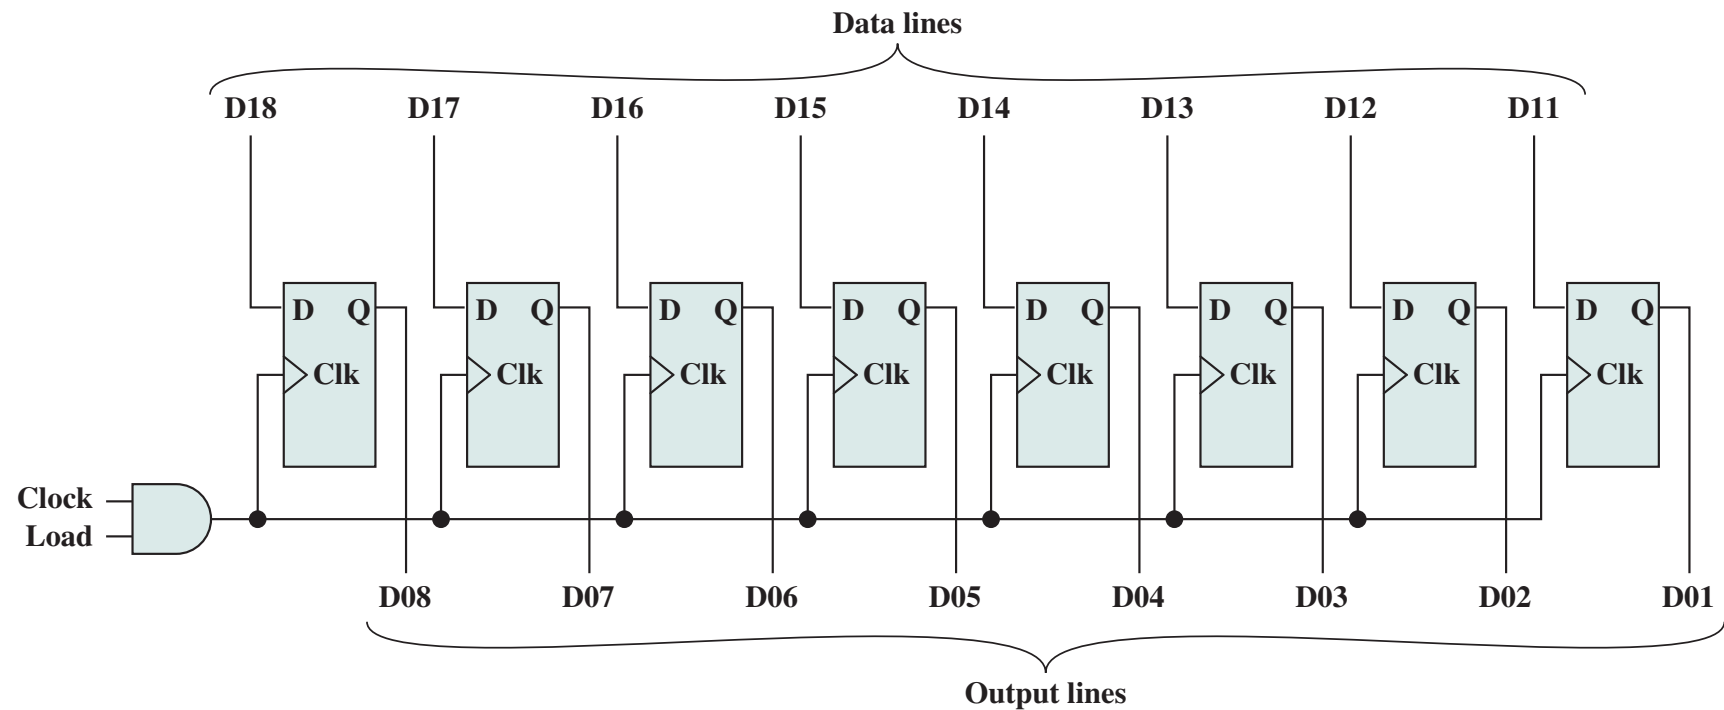 Data lines
D18 D17 D16 D15 D14 D13 D12 D11
D Q D Q D Q D Q D Q D Q D Q D Q
Clk Clk Clk Clk Clk Clk Clk Clk
Clock
Load
D08 D07 D06 D05 D04 D03 D02 D01
Output lines